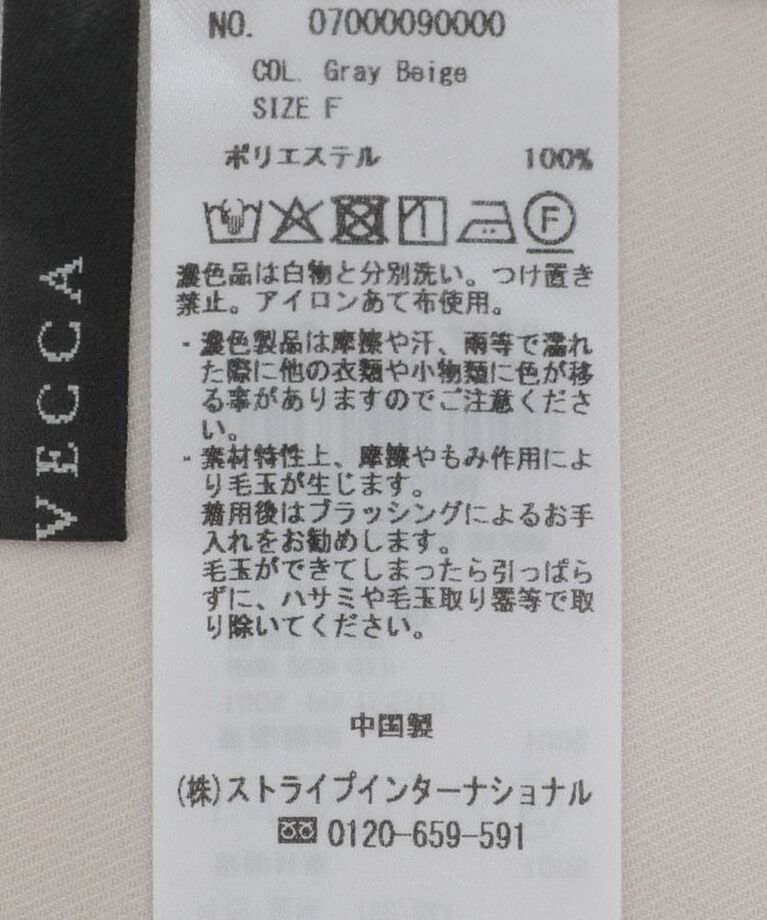 NO. 07000090000
COL. Gray Beige
SIZE F
ポリエステル 100%
F
濃色品は白物と分別洗い。つけ置き
禁止。アイロンあて布使用。
・濃色製品は摩擦や汗、雨等で濡れ
た際に他の衣類や小物類に色が移
る事がありますのでご注意くださ
い。
・素材特性上、摩擦やもみ作用によ
り毛玉が生じます。
着用後はブラッシングによるお手
入れをお勧めします。
毛玉ができてしまったら引っぱら
ずに、ハサミや毛玉取り器等で取
り除いてください。
中国製
(株)ストライプインターナショナル
0120-659-591
VECCA